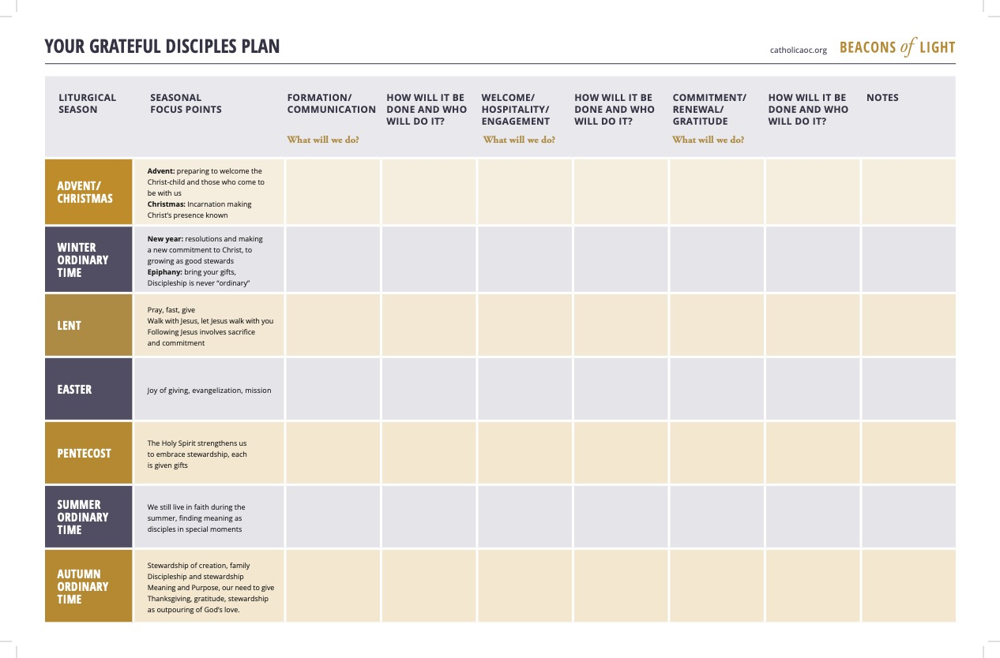 YOUR GRATEFUL DISCIPLES PLAN
catholicaoc.org BEACONS of LIGHT
LITURGICAL
SEASON
SEASONAL
FOCUS POINTS
FORMATION/
COMMUNICATION
What will we do?
HOW WILL IT BE
DONE AND WHO
WILL DO IT?
WELCOME/
HOSPITALITY/
ENGAGEMENT
What will we do?
HOW WILL IT BE
DONE AND WHO
WILL DO IT?
COMMITMENT/
RENEWAL/
GRATITUDE
What will we do?
HOW WILL IT BE
DONE AND WHO
WILL DO IT?
NOTES
ADVENT/
CHRISTMAS
Advent: preparing to welcome the
Christ-child and those who come to
be with us
Christmas: Incarnation making
Christ's presence known
WINTER
ORDINARY
TIME
New year: resolutions and making
a new commitment to Christ, to
growing as good stewards
Epiphany: bring your gifts,
Discipleship is never “ordinary”
LENT
Pray, fast, give
Walk with Jesus, let Jesus walk with you
Following Jesus involves sacrifice
and commitment
EASTER
Joy of giving, evangelization, mission
PENTECOST
The Holy Spirit strengthens us
to embrace stewardship, each
is given gifts
SUMMER
ORDINARY
TIME
We still live in faith during the
summer, finding meaning as
disciples in special moments
AUTUMN
ORDINARY
TIME
Stewardship of creation, family
Discipleship and stewardship
Meaning and Purpose, our need to give
Thanksgiving, gratitude, stewardship
as outpouring of God's love.